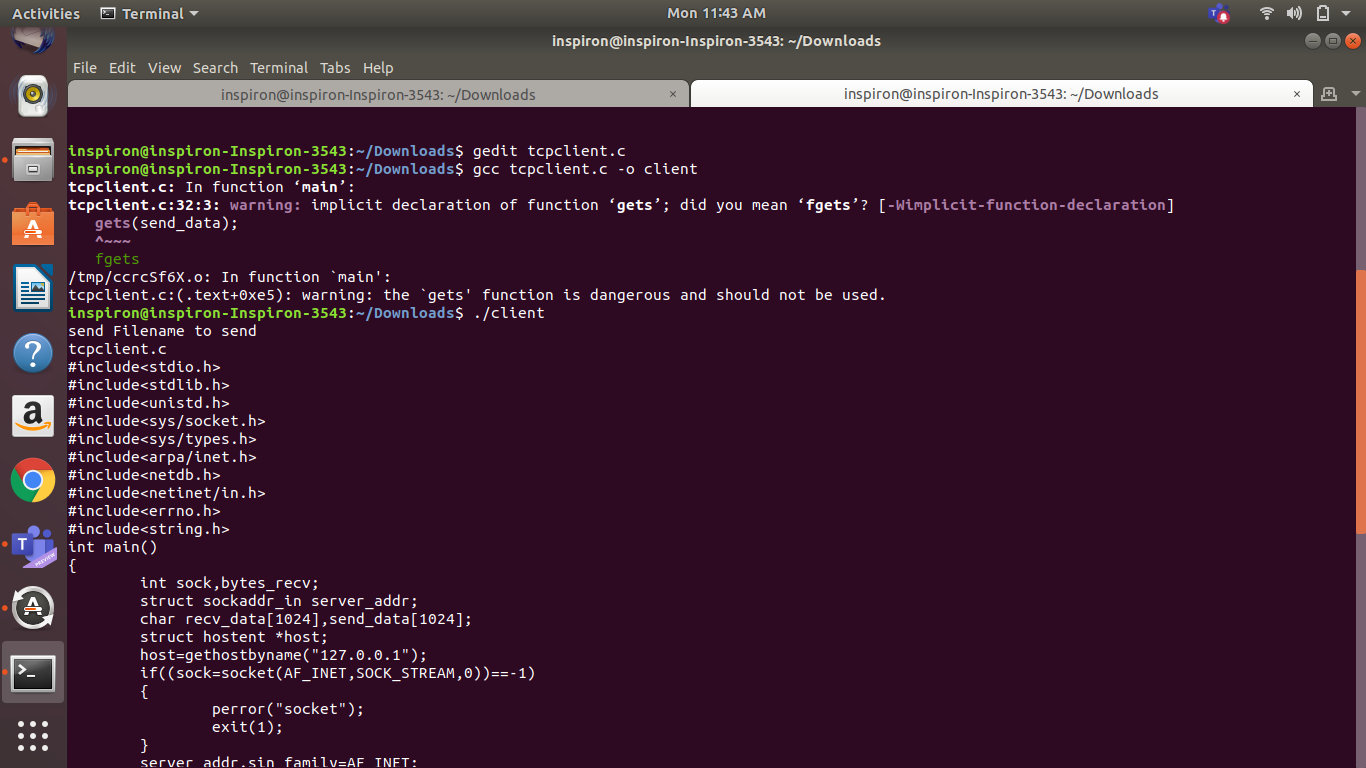 Activities
Terminal
Mon 11:43 AM
inspiron@inspiron-Inspiron-3543: ~/Downloads
File Edit View Search Terminal Tabs Help
inspiron@inspiron-Inspiron-3543: ~/Downloads ×
inspiron@inspiron-Inspiron-3543: ~/Downloads ×
inspiron@inspiron-Inspiron-3543:~/Downloads$ gedit tcpclient.c
inspiron@inspiron-Inspiron-3543:~/Downloads$ gcc tcpclient.c -o client
tcpclient.c: In function ‘main’:
tcpclient.c:32:3: warning: implicit declaration of function ‘gets’; did you mean ‘fgets’? [-Wimplicit-function-declaration]
gets(send_data);
^~~~
fgets
/tmp/ccrcSf6X.o: In function `main':
tcpclient.c:(.text+0xe5): warning: the `gets' function is dangerous and should not be used.
inspiron@inspiron-Inspiron-3543:~/Downloads$ ./client
send Filename to send
tcpclient.c
#include<stdio.h>
#include<stdlib.h>
#include<unistd.h>
#include<sys/socket.h>
#include<sys/types.h>
#include<arpa/inet.h>
#include<netdb.h>
#include<netinet/in.h>
#include<errno.h>
#include<string.h>
int main()
{
int sock,bytes_recv;
struct sockaddr_in server_addr;
char recv_data[1024],send_data[1024];
struct hostent *host;
host=gethostbyname("127.0.0.1");
if((sock=socket(AF_INET,SOCK_STREAM,0))==-1)
{
perror("socket");
exit(1);
}
server_addr.sin_family=AF_INET;